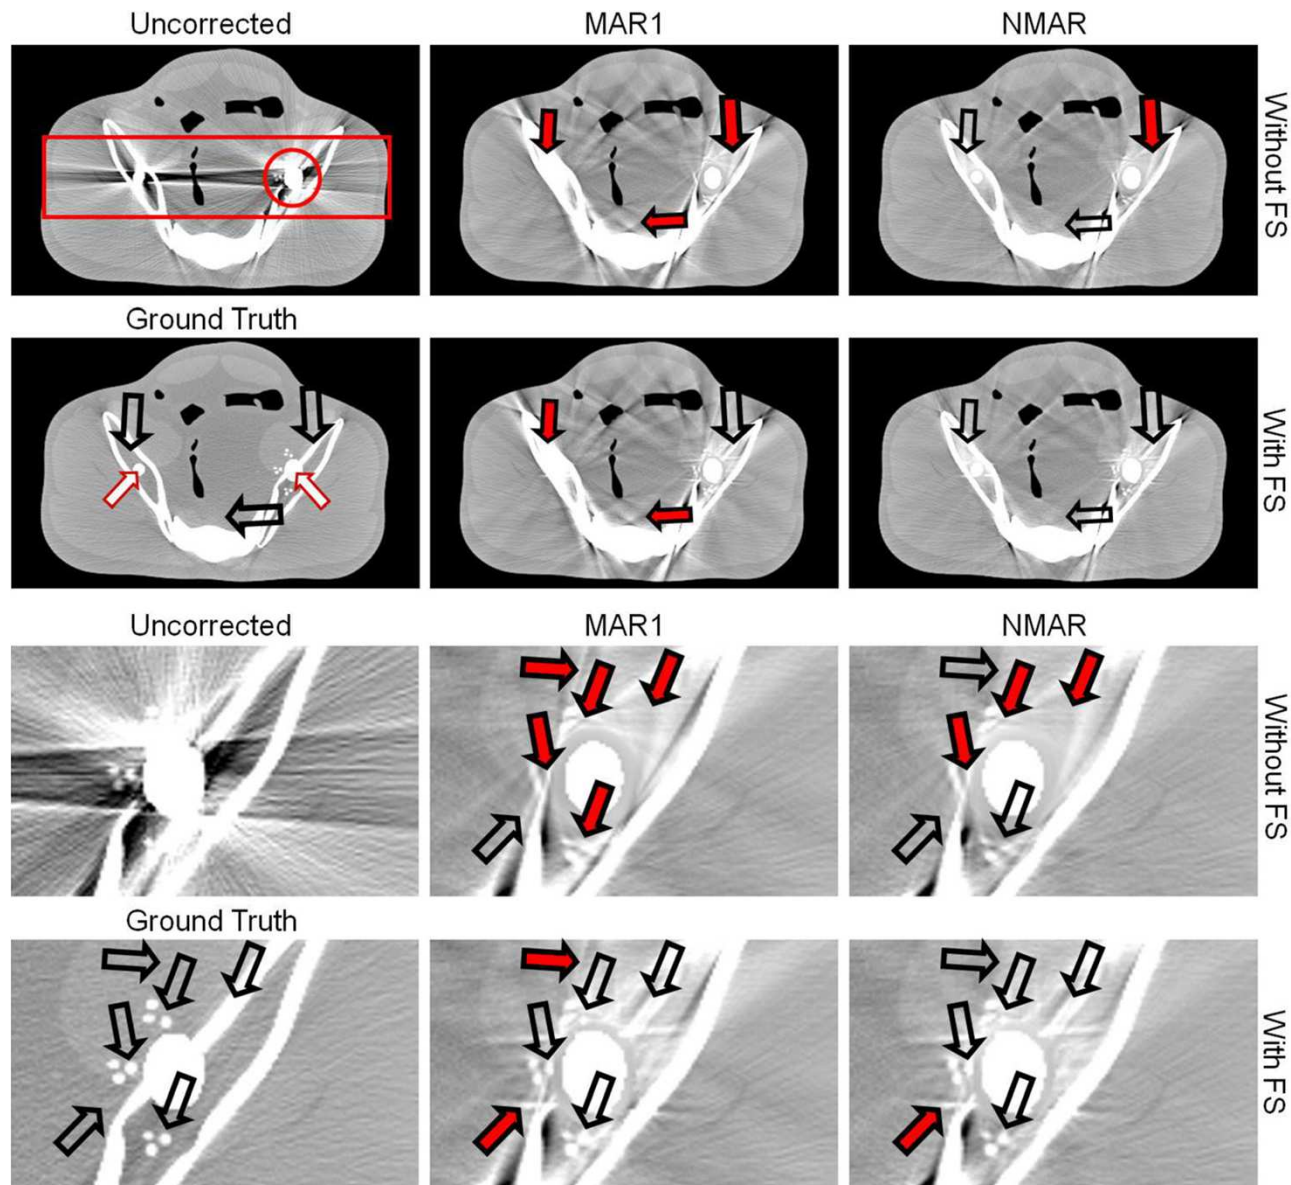 Uncorrected
MAR1
NMAR
Without FS
Ground Truth
With FS
Uncorrected
MAR1
NMAR
Without FS
Ground Truth
With FS